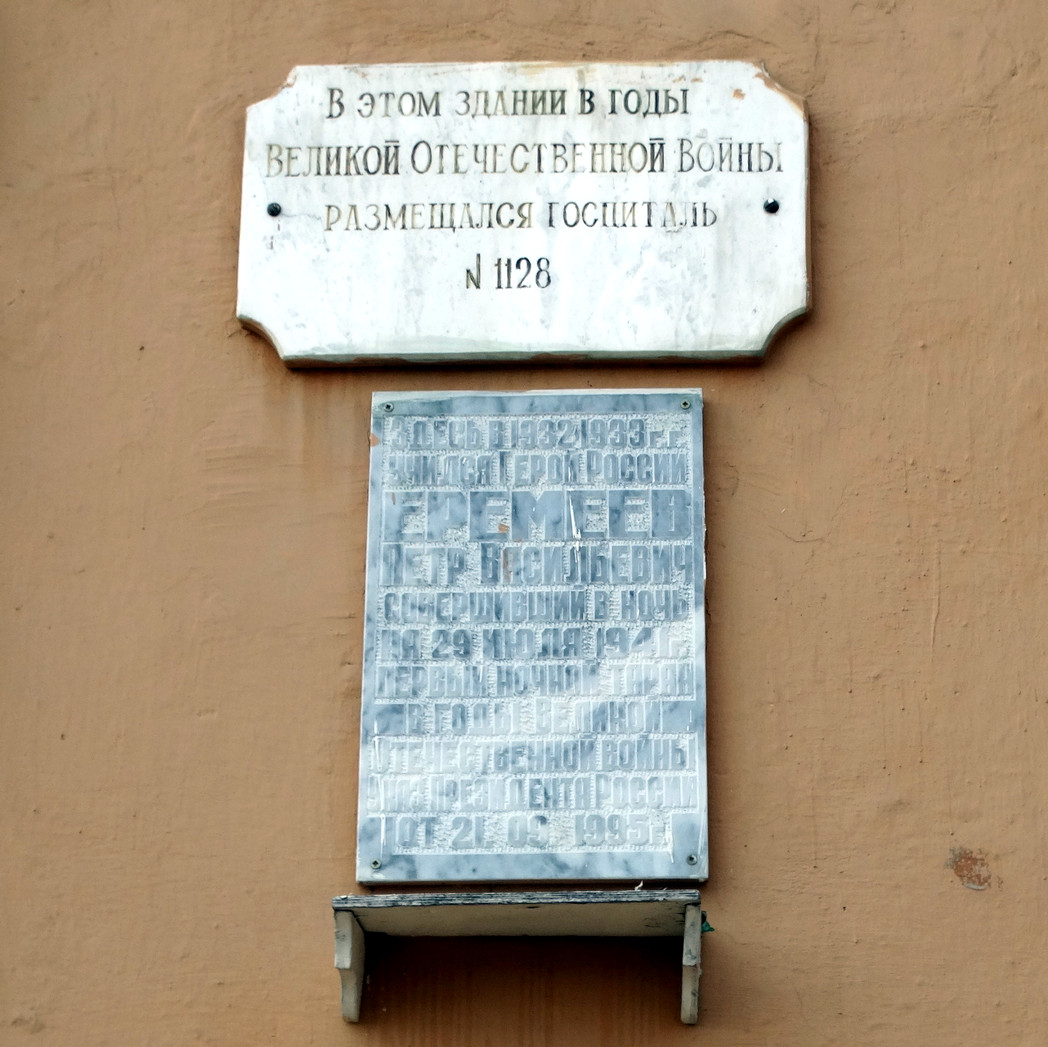 В ЭТОМ ЗДАНИИ В ГОДЫ
ВЕЛИКОЙ ОТЕЧЕСТВЕННОЙ ВОЙНЫ
РАЗМЕЩАЛСЯ ГОСПИТАЛЬ
N 1128
ЗДЕСЬ В 1932-1933 г.г.
УЧИЛСЯ ГЕРОЙ РОССИИ
ЕРЕМЕЕВ
ПЕТР ВАСИЛЬЕВИЧ
СОВЕРШИВШИЙ В НОЧЬ
НА 29 ИЮЛЯ 1941 г.
ПЕРВЫЙ НОЧНОЙ ТАРАН
В ГОДЫ ВЕЛИКОЙ
ОТЕЧЕСТВЕННОЙ ВОЙНЫ
УКАЗ ПРЕЗИДЕНТА РОССИИ
ОТ 21 09 1995 г.